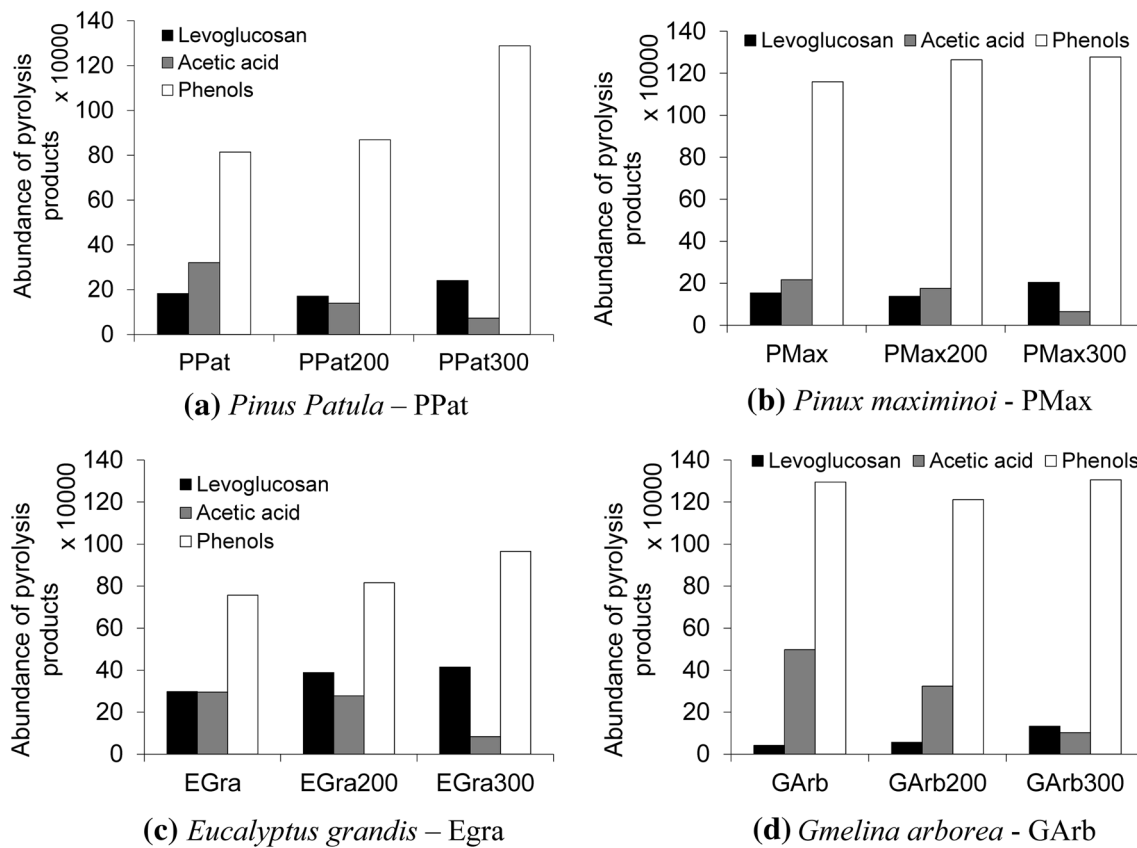 Abundance of pyrolysis
products
x 10000
140
120
100
80
60
40
20
0
Levoglucosan
Acetic acid
Phenols
PPat PPat200 PPat300
(a) Pinus Patula – PPat
Abundance of pyrolysis
products
x 10000
140
120
100
80
60
40
20
0
Levoglucosan Acetic acid Phenols
PMax PMax200 PMax300
(b) Pinux maximinoi - PMax
Abundance of pyrolysis
products
x 10000
140
120
100
80
60
40
20
0
Levoglucosan
Acetic acid
Phenols
EGra EGra200 EGra300
(c) Eucalyptus grandis – Egra
Abundance of pyrolysis
products
x 10000
140
120
100
80
60
40
20
0
Levoglucosan Acetic acid Phenols
GArb GArb200 GArb300
(d) Gmelina arborea - GArb